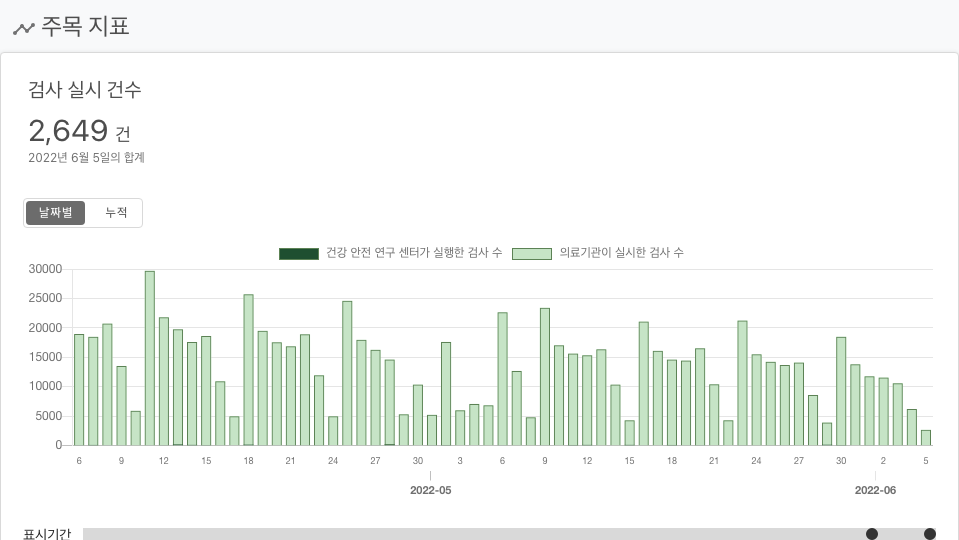 주목 지표
검사 실시 건수
2,649 건
2022년 6월 5일의 합계
날짜별 누적
건강 안전 연구 센터가 실행한 검사 수 의료기관이 실시한 검사 수
30000
25000
20000
15000
10000
5000
0
6 9 12 15 18 21 24 27 30 3 6 9 12 15 18 21 24 27 30 2 5
2022-05 2022-06
표시기간